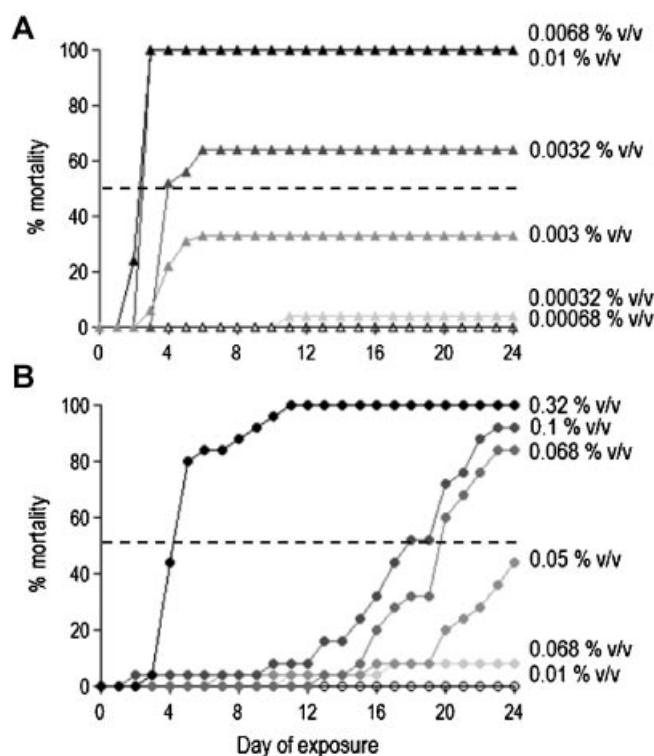 A
100
80
60
40
20
0
% mortality
0 4 8 12 16 20 24
0.0068 % v/v
0.01 % v/v
0.0032 % v/v
0.003 % v/v
0.00032 % v/v
0.00068 % v/v
B
100
80
60
40
20
0
% mortality
0 4 8 12 16 20 24
Day of exposure
0.32 % v/v
0.1 % v/v
0.068 % v/v
0.05 % v/v
0.068 % v/v
0.01 % v/v